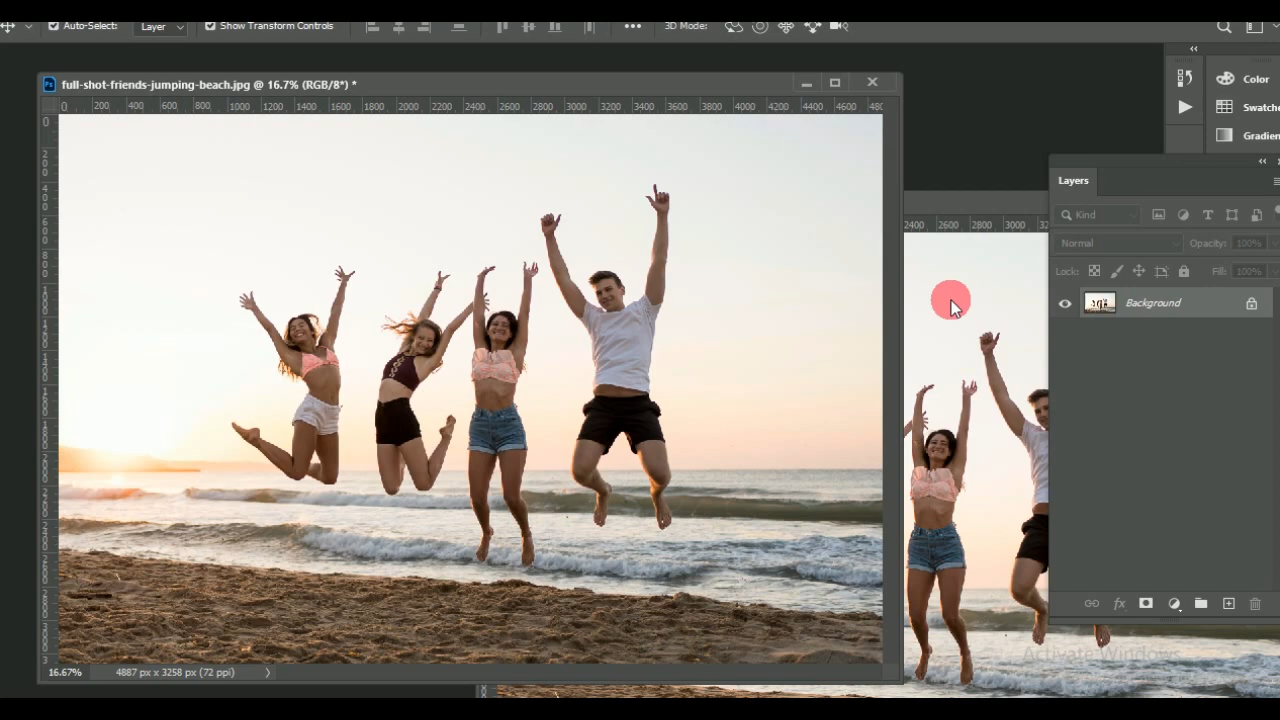 Auto-Select: Layer Show Transform Controls 3D Mode:
full-shot-friends-jumping-beach.jpg @ 16.7% (RGB/8*) *
0 200 400 600 800 1000 1200 1400 1600 1800 2000 2200 2400 2600 2800 3000 3200 3400 3600 3800 4000 4200 4400 4600
Color
Swatche
Gradien
Layers
Kind
Normal Opacity: 100%
Lock: Fill: 100%
Background
2400 2600 2800 3000
Activate Windows
16.67% 4887 px x 3258 px (72 ppi)